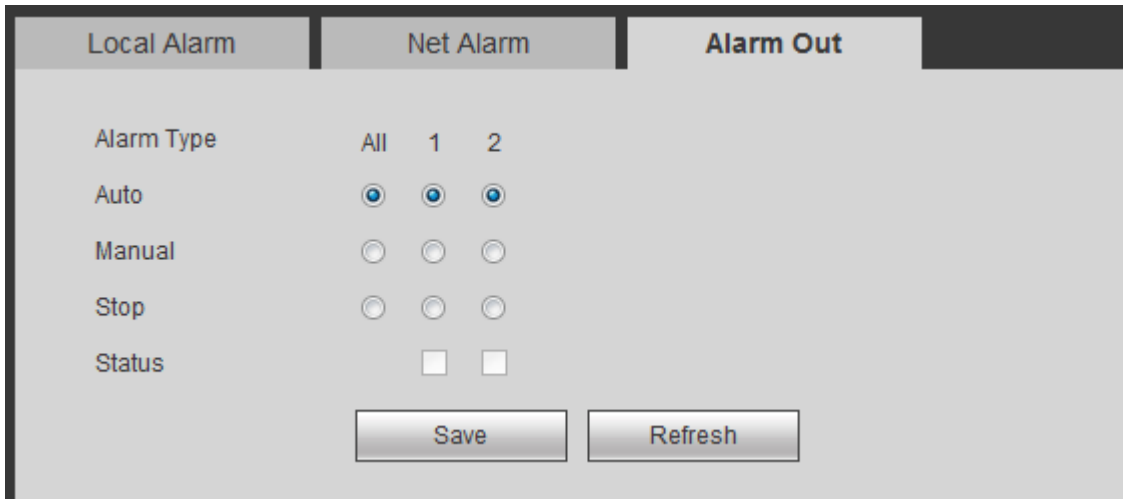 Local Alarm Net Alarm Alarm Out
Alarm Type All 1 2
Auto
Manual
Stop
Status
Save Refresh